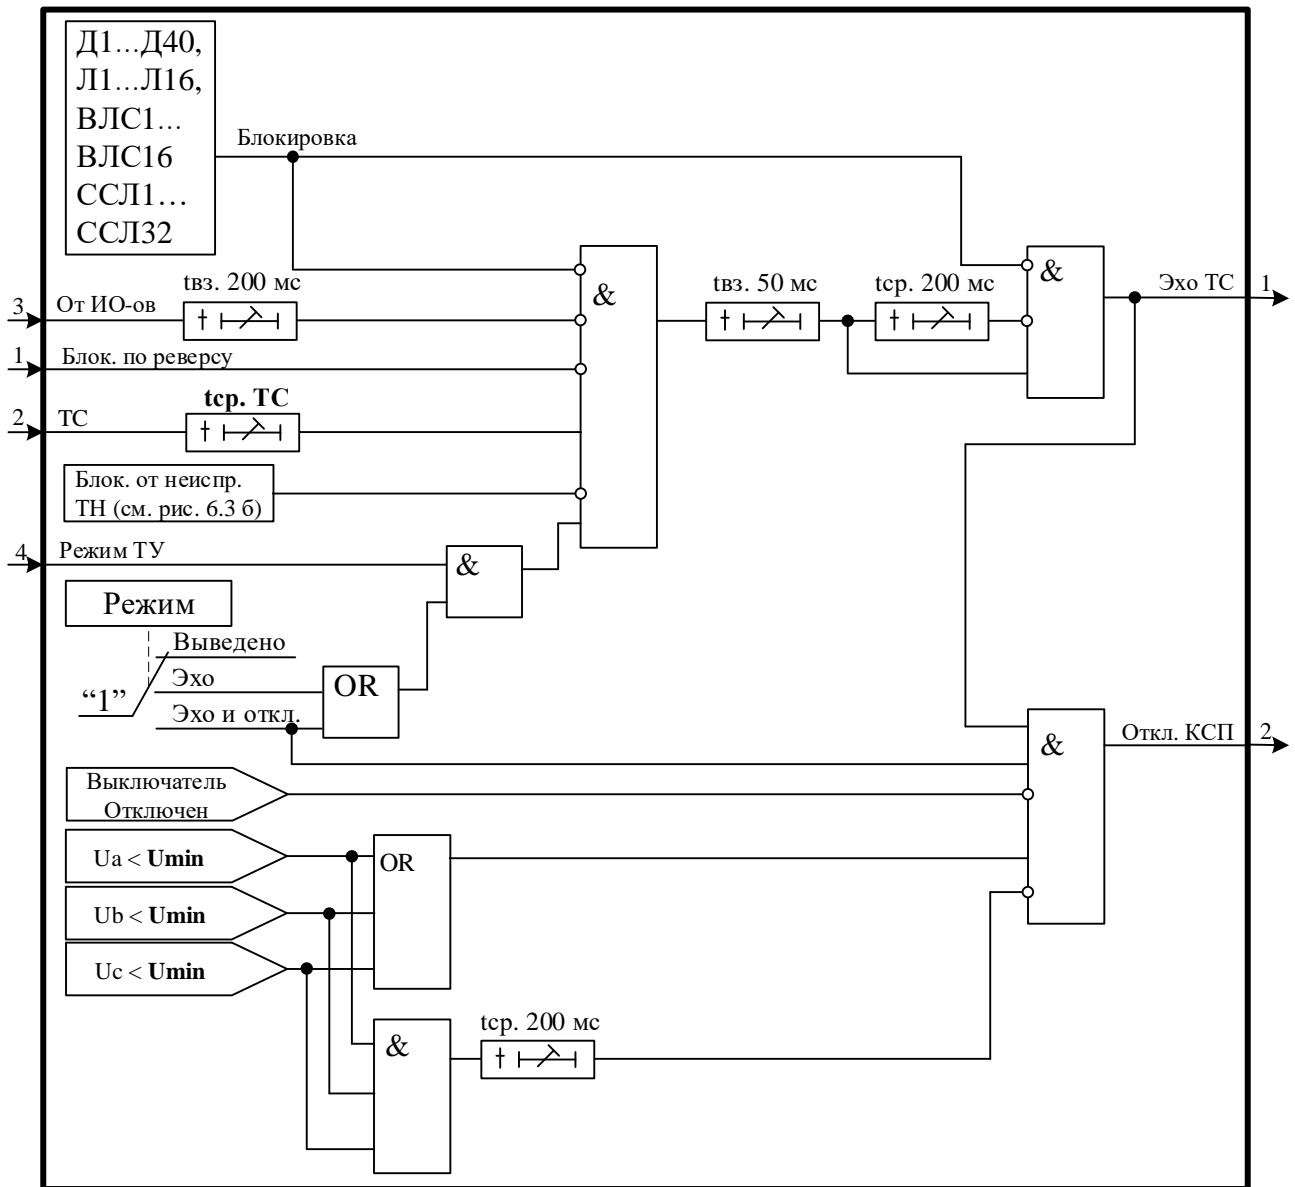 Д1...Д40,
Л1...Л16,
ВЛС1...
ВЛС16
ССЛ1...
ССЛ32
Блокировка
3
От ИО-ов
tвз. 200 мс
&
tвз. 50 мс
tср. 200 мс
&
Эхо ТС
1
1
Блок. по реверсу
2
ТС
tср. ТС
Блок. от неиспр.
ТН (см. рис. 6.3 б)
4
Режим ТУ
&
Режим
Выведено
Эхо
Эхо и откл.
“1”
OR
&
Откл. КСП
2
Выключатель
Отключен
Ua < Umin
Ub < Umin
Uc < Umin
OR
&
tср. 200 мс